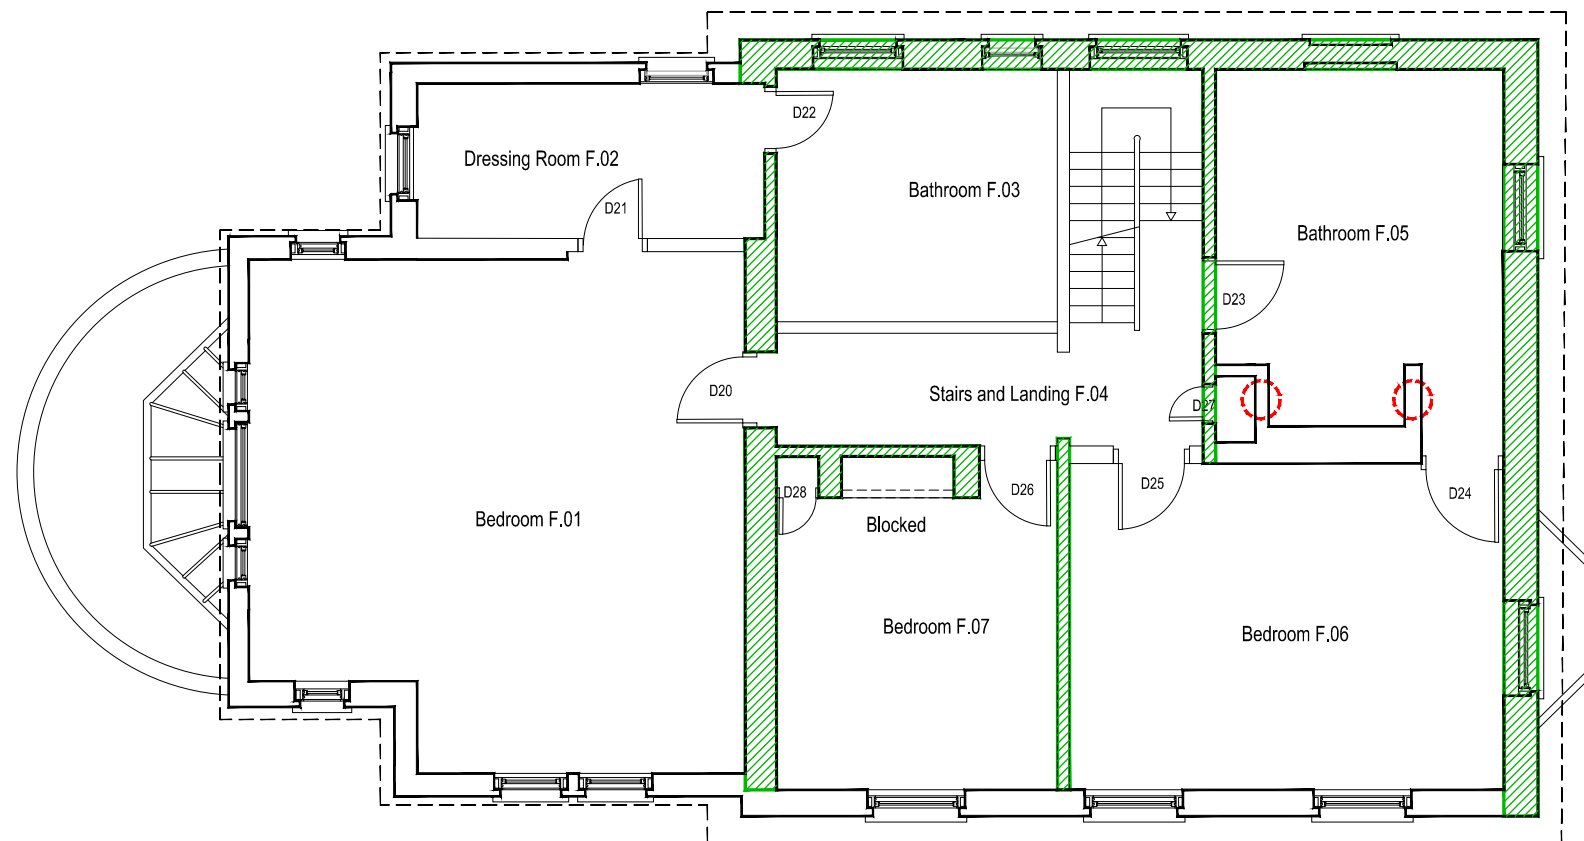 D22
Dressing Room F.02
Bathroom F.03
D21
Bathroom F.05
D23
D20
Stairs and Landing F.04
D27
D28
D26
D25
D24
Bedroom F.01
Blocked
Bedroom F.07
Bedroom F.06